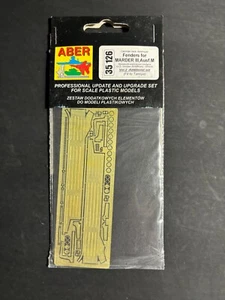 ABER
35 126
Fenders for
MARDER III,Ausf.M
PROFESSIONAL UPDATE AND UPGRADE SET
FOR SCALE PLASTIC MODELS
ZESTAW DODATKOWYCH ELEMENTÓW
DO MODELI PLASTIKOWYCH